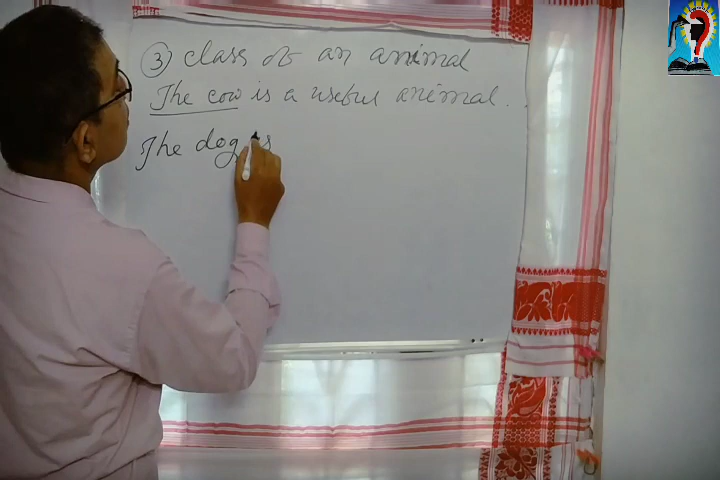 ③ Class of an animal
The cow is a useful animal.
The dog is